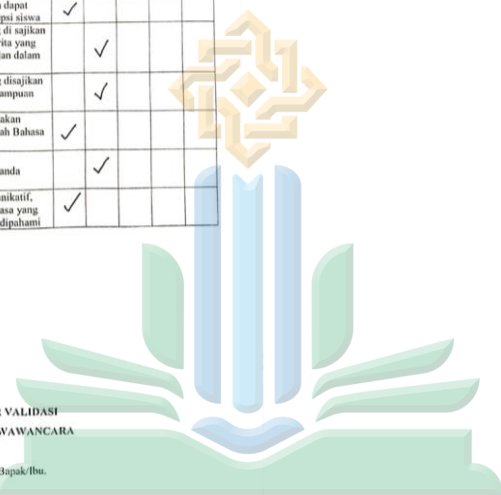 dapat
psi siswa
di sajikan
rita yang
an dalam
disajikan
ampuan
akan
ah Bahasa
anda
nikatif,
asa yang
dipahami
VALIDASI
WAWANCARA
Bapak/Ibu.